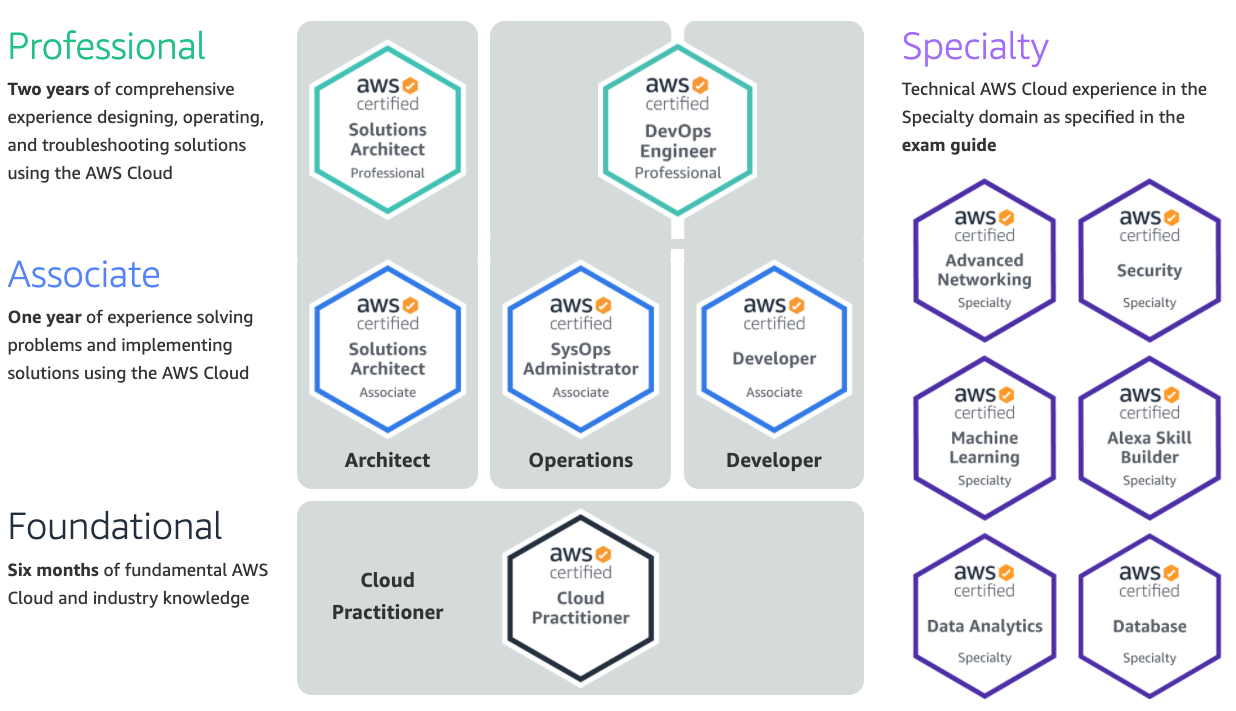 Professional
Two years of comprehensive
experience designing, operating,
and troubleshooting solutions
using the AWS Cloud
aws
certified
Solutions
Architect
Professional
aws
certified
DevOps
Engineer
Professional
Associate
One year of experience solving
problems and implementing
solutions using the AWS Cloud
aws
certified
Solutions
Architect
Associate
aws
certified
SysOps
Administrator
Associate
aws
certified
Developer
Associate
Architect
Operations
Developer
Foundational
Six months of fundamental AWS
Cloud and industry knowledge
Cloud
Practitioner
aws
certified
Cloud
Practitioner
Specialty
Technical AWS Cloud experience in the
Specialty domain as specified in the
exam guide
aws
certified
Advanced
Networking
Specialty
aws
certified
Security
Specialty
aws
certified
Machine
Learning
Specialty
aws
certified
Alexa Skill
Builder
Specialty
aws
certified
Data Analytics
Specialty
aws
certified
Database
Specialty